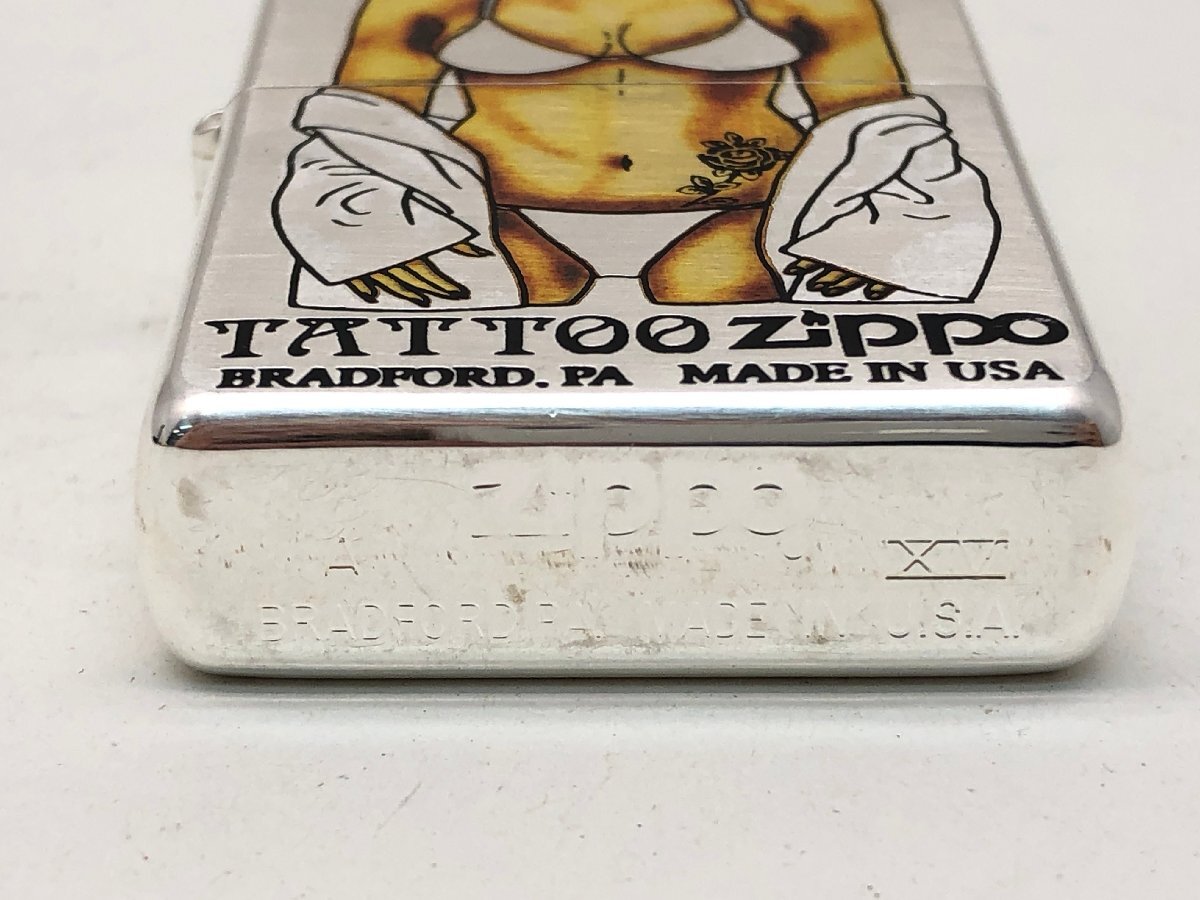 TATTOO Zippo
BRADFORD. PA MADE IN USA
Zippo
A XV
BRADFORD.PA. MADE IN U.S.A.